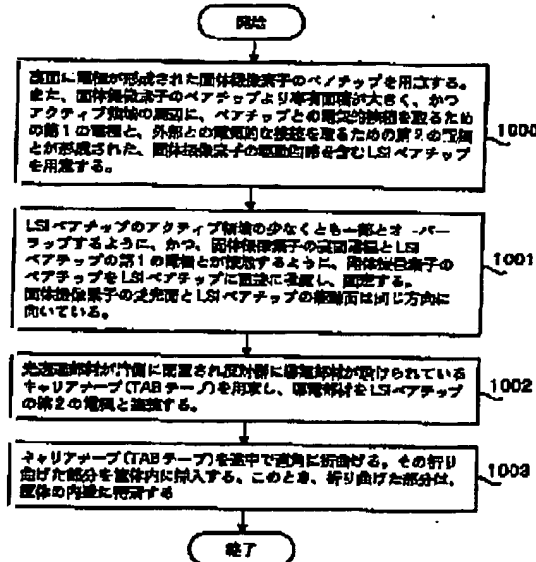 開始
裏面に電極が形成された固体撮像素子のベアチップを用意する。
また、固体撮像素子のベアチップより専有面積が大きく、かつ
アクティブ領域の周辺に、ベアチップとの電気的接続を取るため
の第1の電極と、外部との電気的な接続を取るための第2の電極
とが形成された、固体撮像素子の駆動回路を含むLSIベアチップ
を用意する。
1000
LSIベアチップのアクティブ領域の少なくとも一部とオーバー
ラップするように、かつ、固体撮像素子の裏面電極とLSI
ベアチップの第1の電極とが接続するように、固体撮像素子の
ベアチップをLSIベアチップに直接に載置し、固定する。
固体撮像素子の受光面とLSIベアチップの能動面は同じ方向に
向いている。
1001
光透過部材が片側に配置され反対側に導電部材が設けられている
キャリアテープ(TABテープ)を用意し、導電部材をLSIベアチップ
の第2の電極と連接する。
1002
キャリアテープ(TABテープ)を途中で直角に折曲げる。その折り
曲げた部分を筐体内に挿入する。このとき、折り曲げた部分は、
筐体の内壁に する
1003
終了